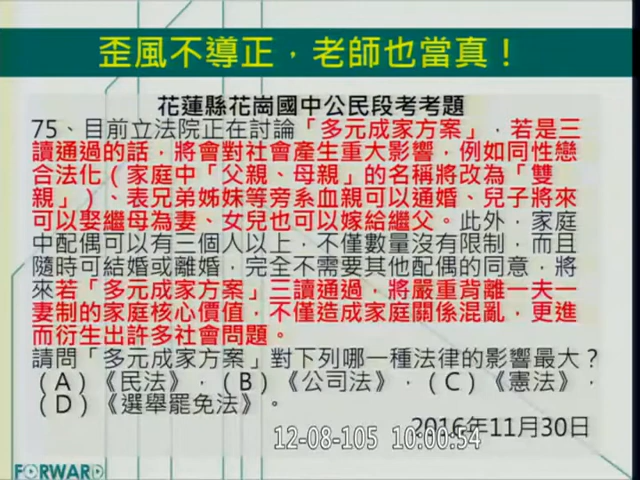 歪風不導正，老師也當真！
花蓮縣花崗國中公民段考考題
75、目前立法院正在討論「多元成家方案」，若是三
讀通過的話，將會對社會產生重大影響，例如同性戀
合法化（家庭中「父親、母親」的名稱將改為「雙
親」）、表兄弟姊妹等旁系血親可以通婚、兒子將來
可以娶繼母為妻、女兒也可以嫁給繼父。此外，家庭
中配偶可以有三個人以上，不僅數量沒有限制，而且
隨時可結婚或離婚，完全不需要其他配偶的同意，將
來若「多元成家方案」三讀通過，將嚴重背離一夫一
妻制的家庭核心價值，不僅造成家庭關係混亂，更進
而衍生出許多社會問題。
請問「多元成家方案」對下列哪一種法律的影響最大？
（A）《民法》，（B）《公司法》，（C）《憲法》，
（D）《選舉罷免法》。
2016年11月30日
12-08-105 10:00:54
FORWARD